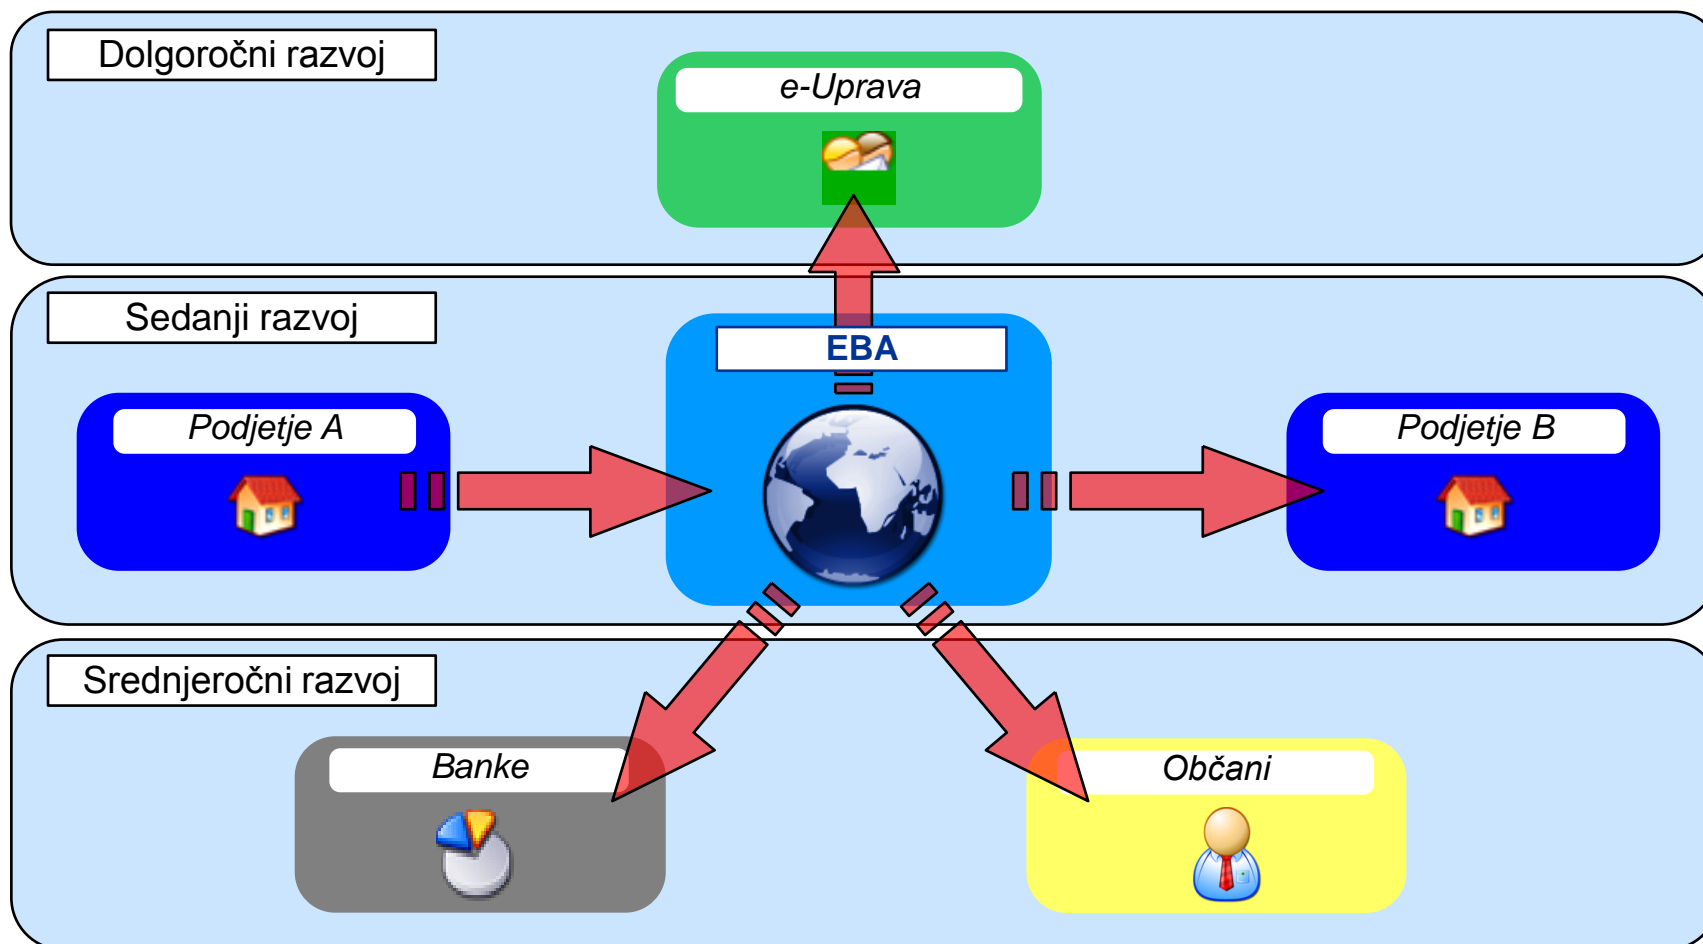 Dolgoročni razvoj
e-Uprava
Sedanji razvoj
EBA
Podjetje A
Podjetje B
Srednjeročni razvoj
Banke
Občani